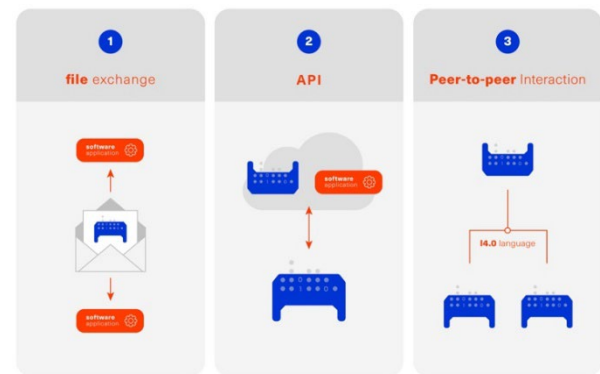 1
file exchange
software
application
software
application
2
API
software
application
3
Peer-to-peer Interaction
I4.0 language